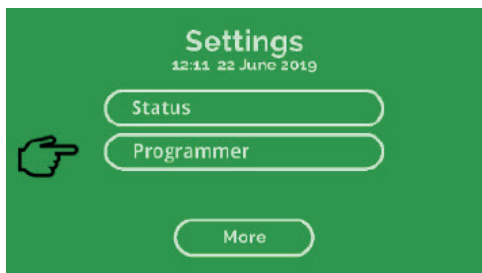 Settings
12:11 22 June 2019
Status
Programmer
More